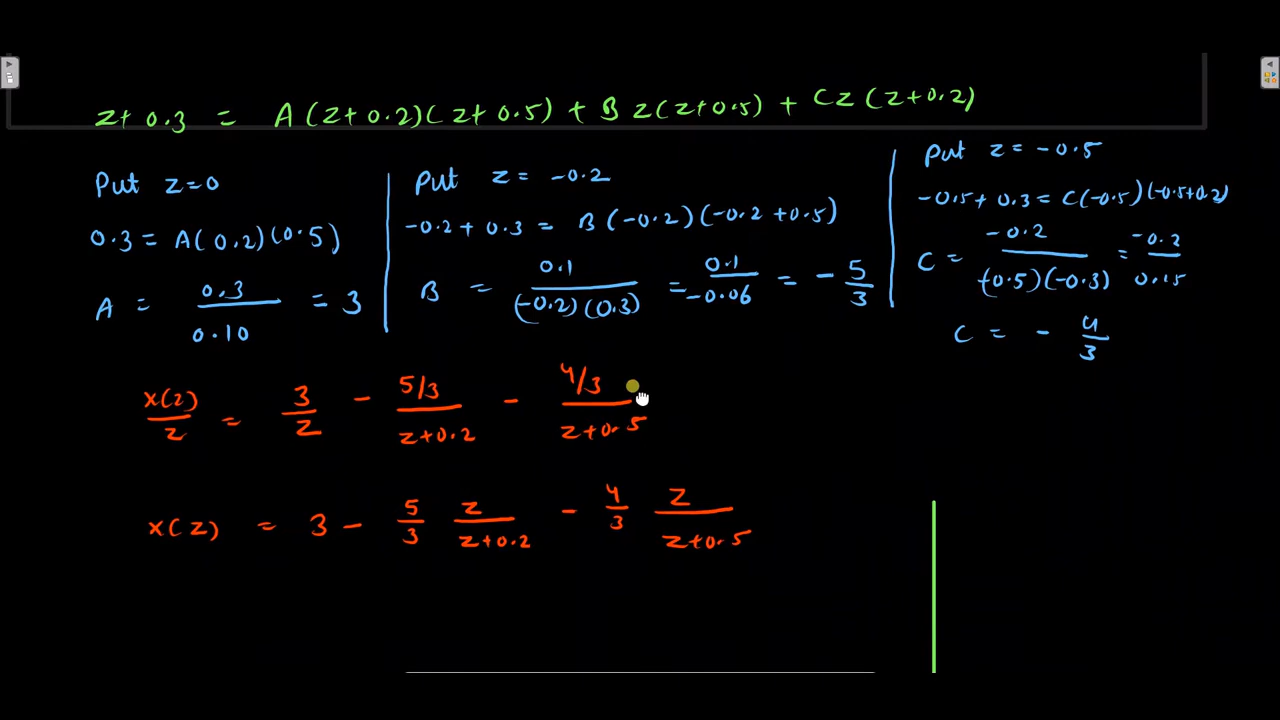 z + 0.3 = A(z+0.2)(z+0.5) + B z(z+0.5) + Cz(z+0.2)
Put z=0
0.3 = A(0.2)(0.5)
A = 0.3/0.10 = 3
Put z = -0.2
-0.2 + 0.3 = B(-0.2)(-0.2+0.5)
B = 0.1/(-0.2)(0.3) = 0.1/-0.06 = -5/3
Put z = -0.5
-0.5 + 0.3 = C(-0.5)(-0.5+0.2)
C = -0.2/(-0.5)(-0.3) = -0.2/0.15
C = -4/3
X(z)/z = 3/z - 5/3/z+0.2 - 4/3/z+0.5
X(z) = 3 - 5/3 z/z+0.2 - 4/3 z/z+0.5